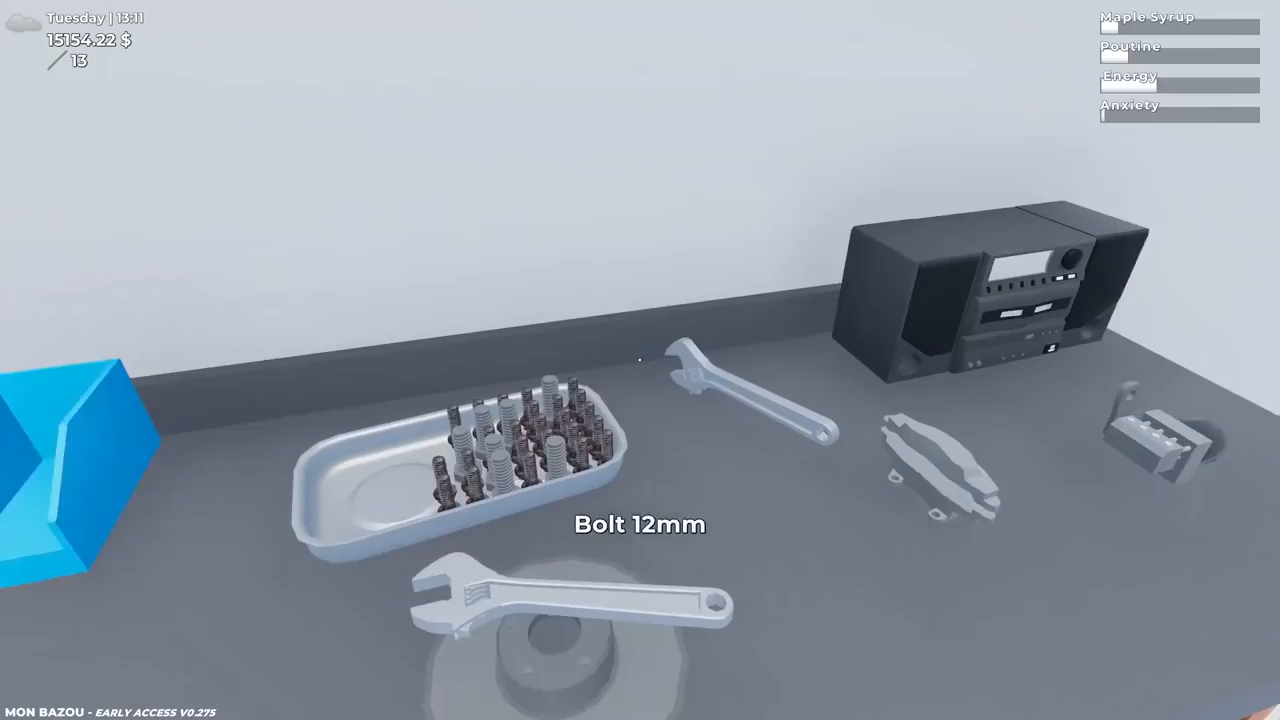 Tuesday | 13:11
15154.22 $
13
Maple Syrup
Poutine
Energy
Anxiety
Bolt 12mm
MON BAZOU - EARLY ACCESS V0.275